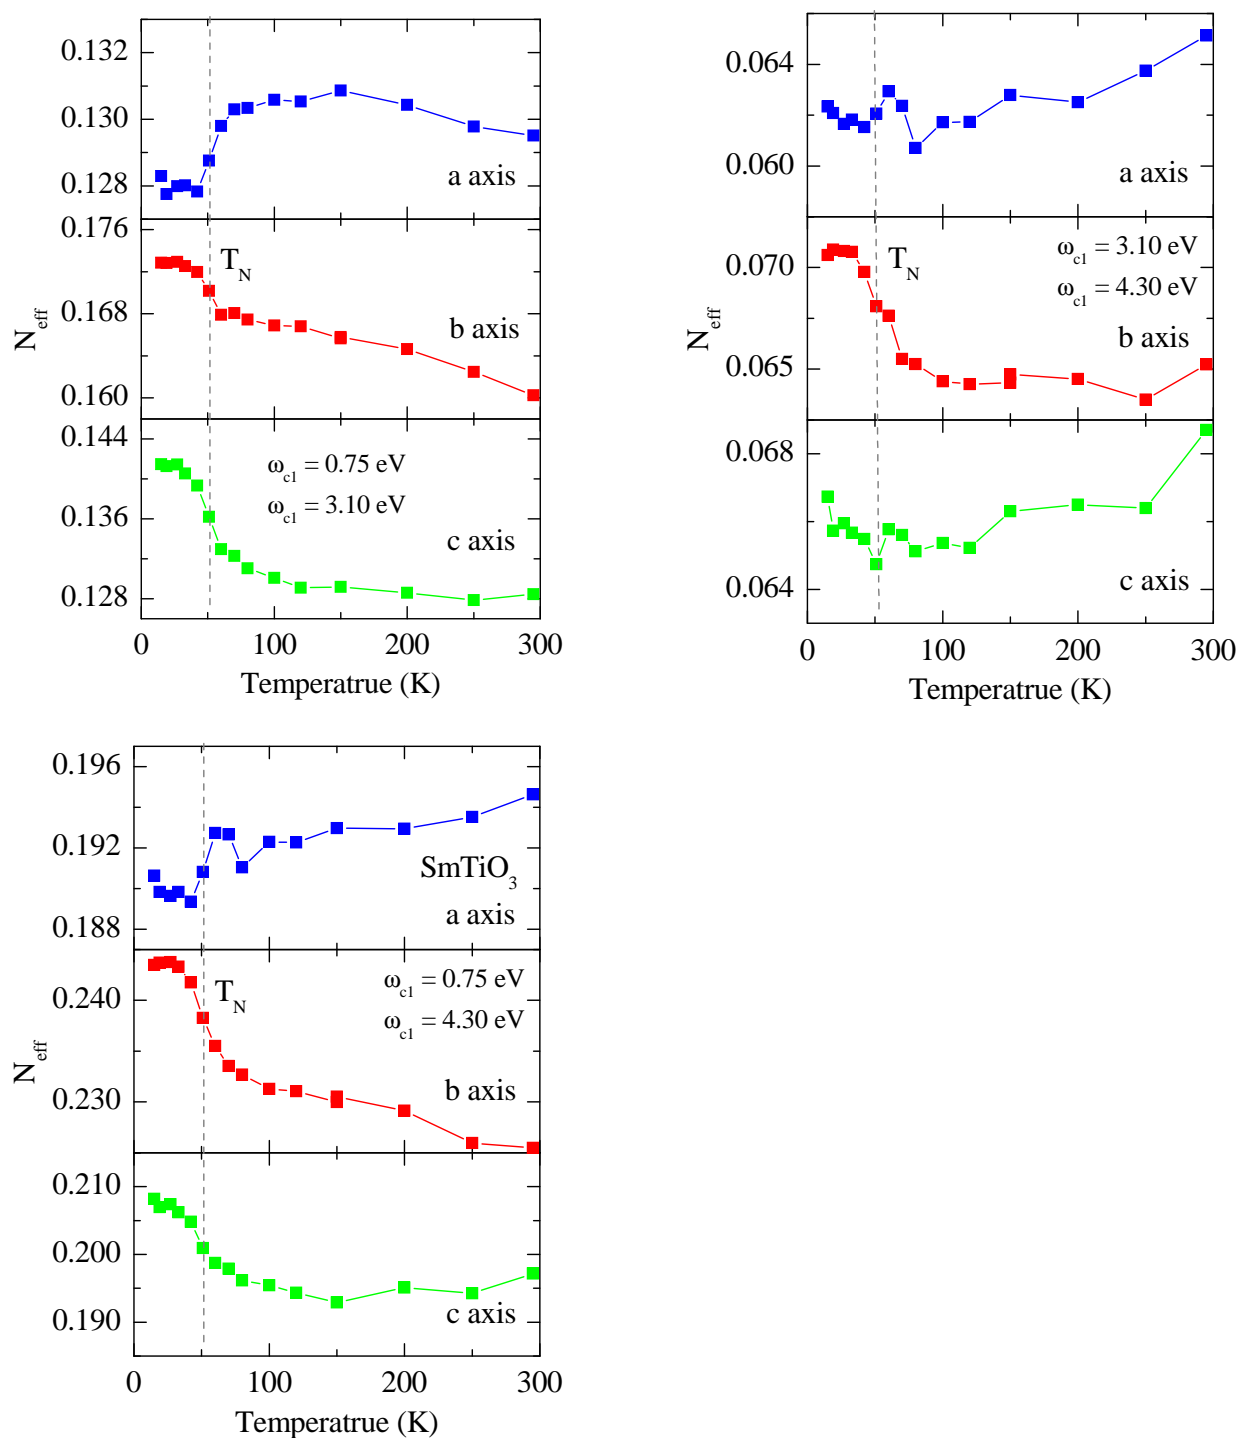 0.132
0.130
0.128
a axis
0.176
0.168
0.160
T_N
b axis
N_eff
0.144
0.136
0.128
ω_c1 = 0.75 eV
ω_c1 = 3.10 eV
c axis
0 100 200 300
Temperatrue (K)
0.064
0.060
a axis
0.070
0.065
T_N
ω_c1 = 3.10 eV
ω_c1 = 4.30 eV
b axis
N_eff
0.068
0.064
c axis
0 100 200 300
Temperatrue (K)
0.196
0.192
0.188
SmTiO_3
a axis
0.240
0.230
T_N
ω_c1 = 0.75 eV
ω_c1 = 4.30 eV
b axis
N_eff
0.210
0.200
0.190
c axis
0 100 200 300
Temperatrue (K)